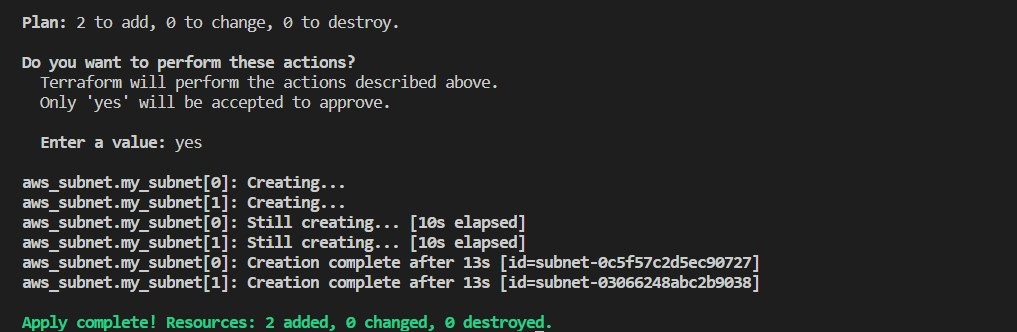 Plan: 2 to add, 0 to change, 0 to destroy.
Do you want to perform these actions?
Terraform will perform the actions described above.
Only 'yes' will be accepted to approve.
Enter a value: yes
aws_subnet.my_subnet[0]: Creating...
aws_subnet.my_subnet[1]: Creating...
aws_subnet.my_subnet[0]: Still creating... [10s elapsed]
aws_subnet.my_subnet[1]: Still creating... [10s elapsed]
aws_subnet.my_subnet[0]: Creation complete after 13s [id=subnet-0c5f57c2d5ec90727]
aws_subnet.my_subnet[1]: Creation complete after 13s [id=subnet-03066248abc2b9038]
Apply complete! Resources: 2 added, 0 changed, 0 destroyed.